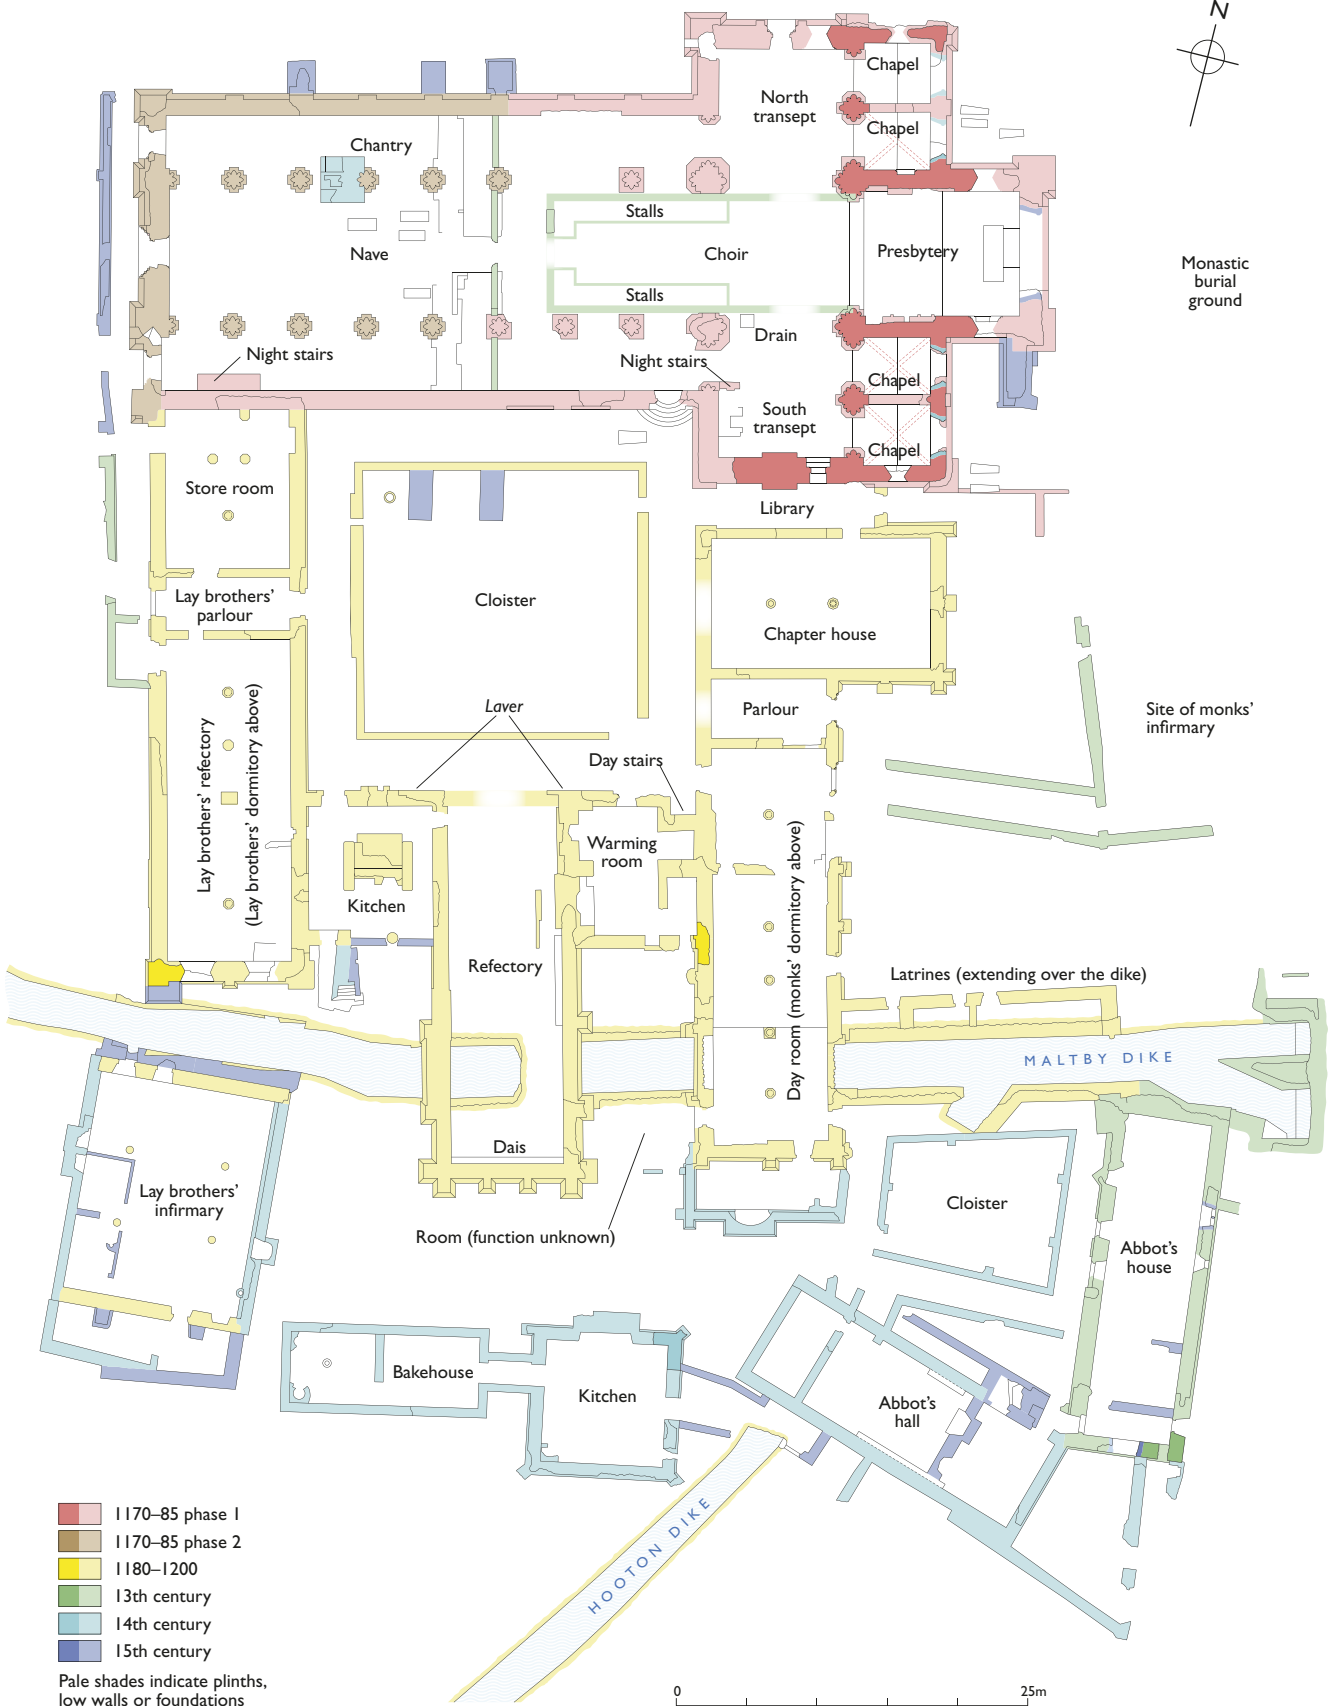 N
Chapel
North
transept
Chapel
Chantry
Stalls
Nave
Choir
Presbytery
Monastic
burial
ground
Stalls
Drain
Night stairs
Night stairs
Chapel
South
transept
Chapel
Store room
Library
Lay brothers'
parlour
Cloister
Chapter house
Laver
Parlour
Site of monks'
infirmary
Day stairs
Lay brothers' refectory
(Lay brothers' dormitory above)
Warming
room
Kitchen
Day room (monks' dormitory above)
Refectory
Latrines (extending over the dike)
MALTBY DIKE
Dais
Lay brothers'
infirmary
Cloister
Room (function unknown)
Abbot's
house
Bakehouse
Kitchen
Abbot's
hall
HOOTON DIKE
1170–85 phase 1
1170–85 phase 2
1180–1200
13th century
14th century
15th century
Pale shades indicate plinths,
low walls or foundations
0 25m